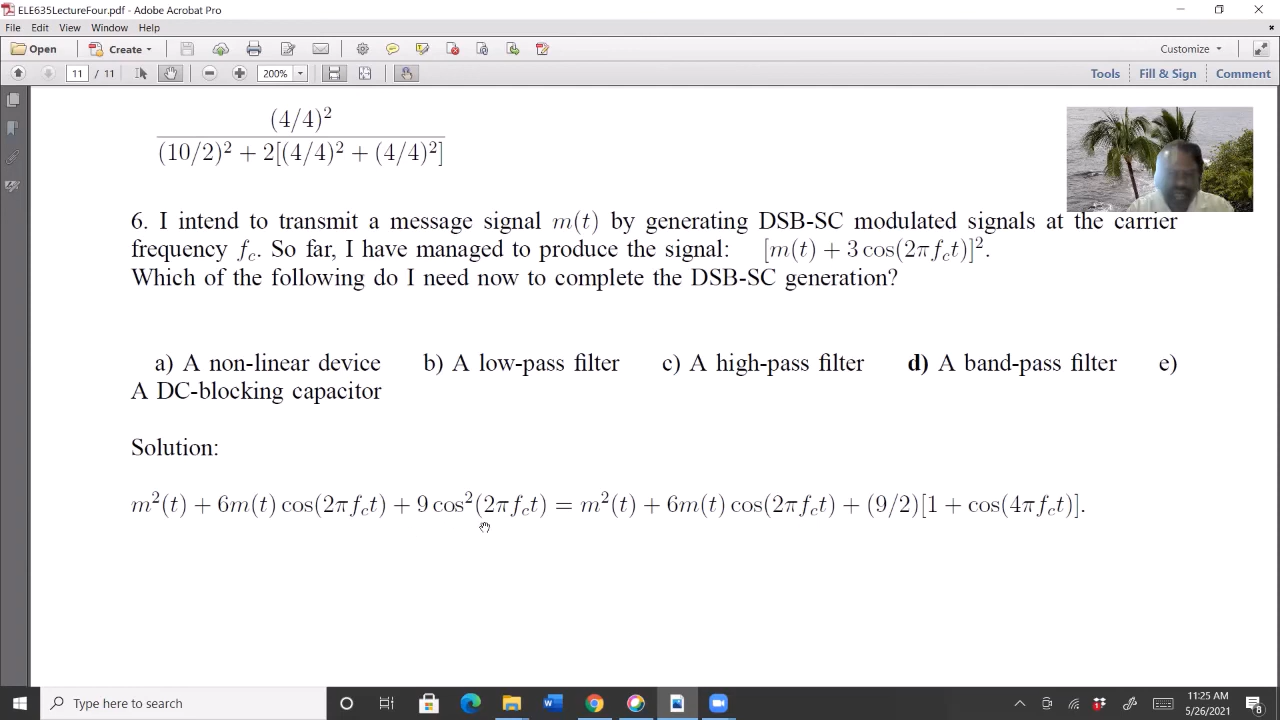 ELE635LectureFour.pdf - Adobe Acrobat Pro
File Edit View Window Help
Open Create Customize
11 / 11 200% Tools Fill & Sign Comment
(4/4)²
(10/2)² + 2[(4/4)² + (4/4)²]
6. I intend to transmit a message signal m(t) by generating DSB-SC modulated signals at the carrier
frequency f_c. So far, I have managed to produce the signal: [m(t) + 3 cos(2πf_ct)]².
Which of the following do I need now to complete the DSB-SC generation?
a) A non-linear device b) A low-pass filter c) A high-pass filter d) A band-pass filter e)
A DC-blocking capacitor
Solution:
m²(t) + 6m(t) cos(2πf_ct) + 9 cos²(2πf_ct) = m²(t) + 6m(t) cos(2πf_ct) + (9/2)[1 + cos(4πf_ct)].
Type here to search
11:25 AM
5/26/2021
8